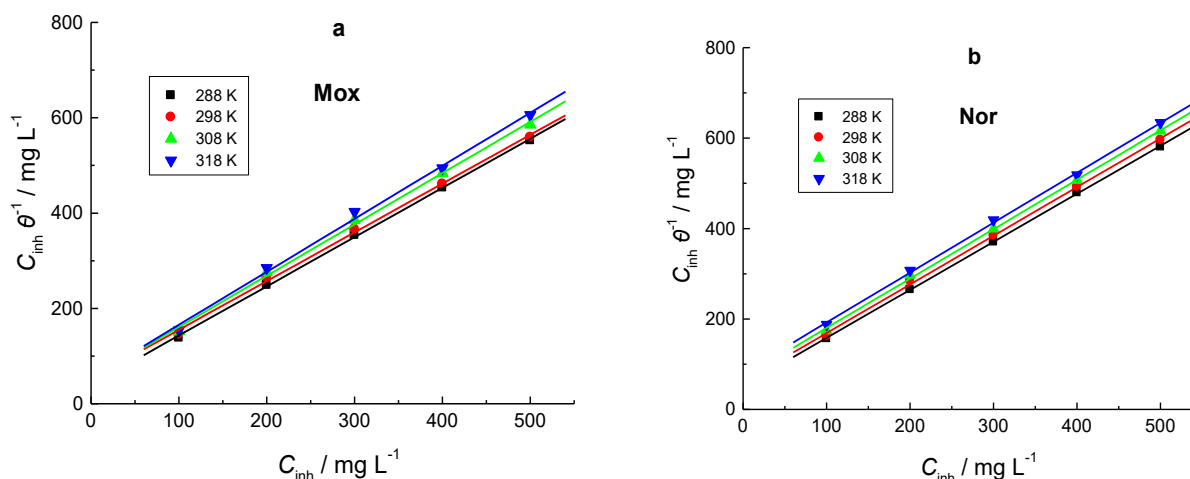 a
Mox
288 K
298 K
308 K
318 K
800
600
400
200
0
C_inh θ⁻¹ / mg L⁻¹
0 100 200 300 400 500
C_inh / mg L⁻¹
b
Nor
288 K
298 K
308 K
318 K
800
600
400
200
0
C_inh θ⁻¹ / mg L⁻¹
0 100 200 300 400 500
C_inh / mg L⁻¹